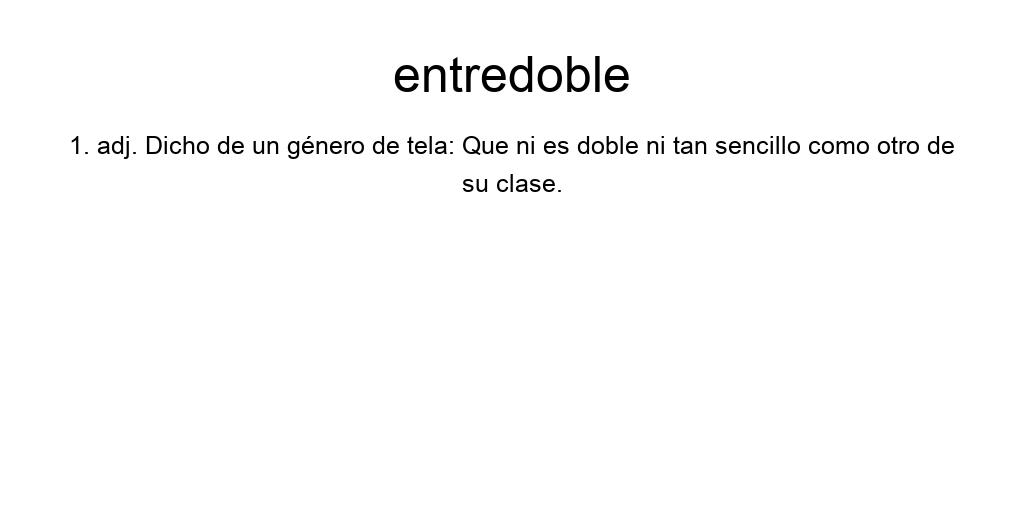 entredoble
1. adj. Dicho de un género de tela: Que ni es doble ni tan sencillo como otro de
su clase.